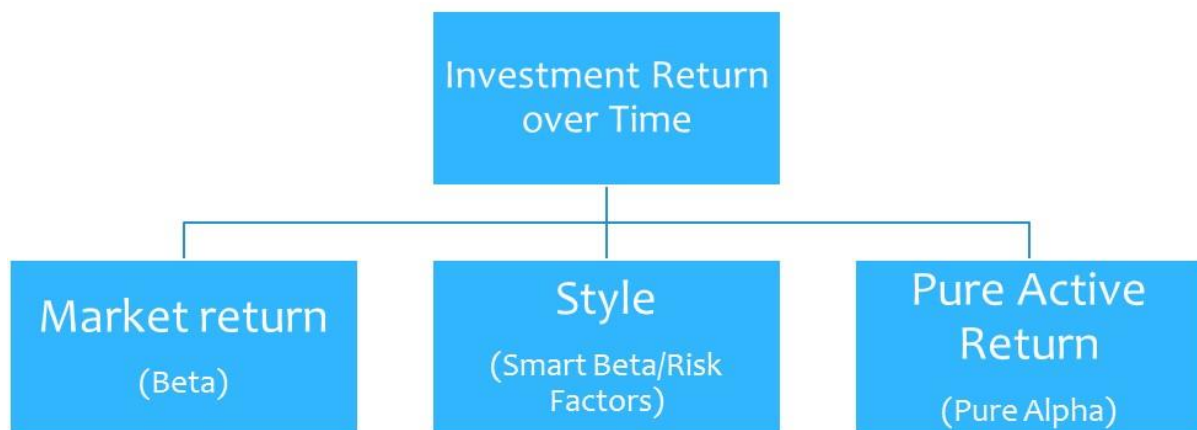 Investment Return
over Time
Market return
(Beta)
Style
(Smart Beta/Risk
Factors)
Pure Active
Return
(Pure Alpha)